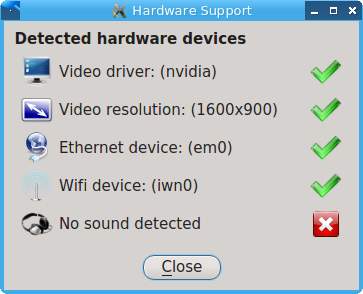 Hardware Support
Detected hardware devices
Video driver: (nvidia)
Video resolution: (1600x900)
Ethernet device: (em0)
Wifi device: (iwn0)
No sound detected
Close